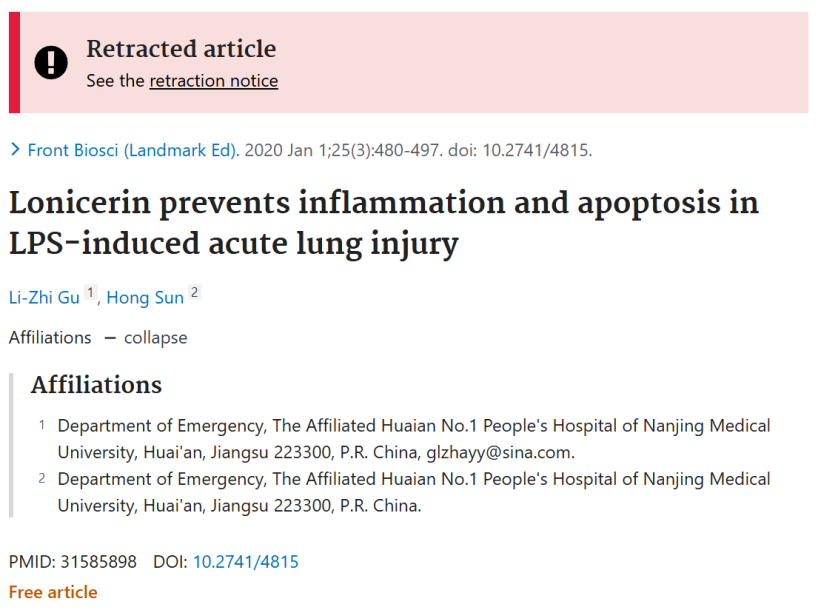 Retracted article
See the retraction notice
Front Biosci (Landmark Ed). 2020 Jan 1;25(3):480-497. doi: 10.2741/4815.
Lonicerin prevents inflammation and apoptosis in
LPS-induced acute lung injury
Li-Zhi Gu 1, Hong Sun 2
Affiliations – collapse
Affiliations
1 Department of Emergency, The Affiliated Huaian No.1 People's Hospital of Nanjing Medical
University, Huai'an, Jiangsu 223300, P.R. China, glzhayy@sina.com.
2 Department of Emergency, The Affiliated Huaian No.1 People's Hospital of Nanjing Medical
University, Huai'an, Jiangsu 223300, P.R. China.
PMID: 31585898 DOI: 10.2741/4815
Free article